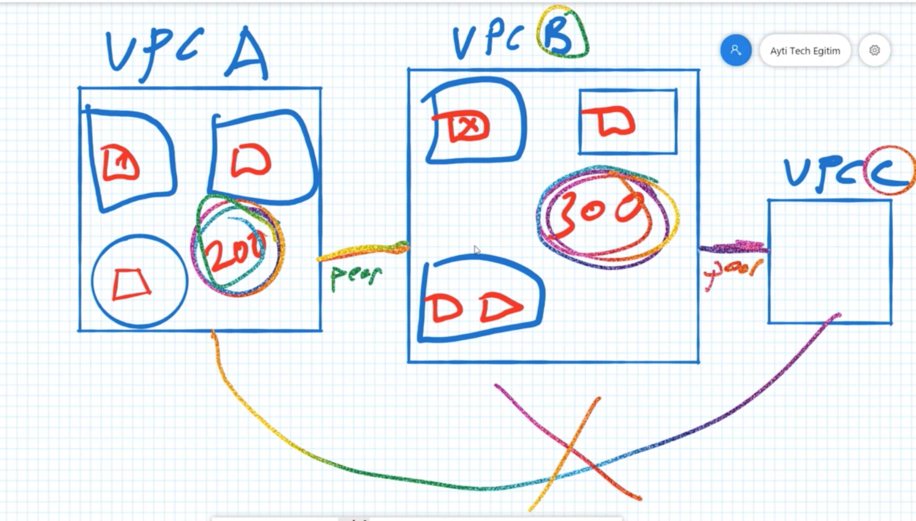 VPC A
VPC B
Ayti Tech Egitim
VPC C
200
300
peer
peer